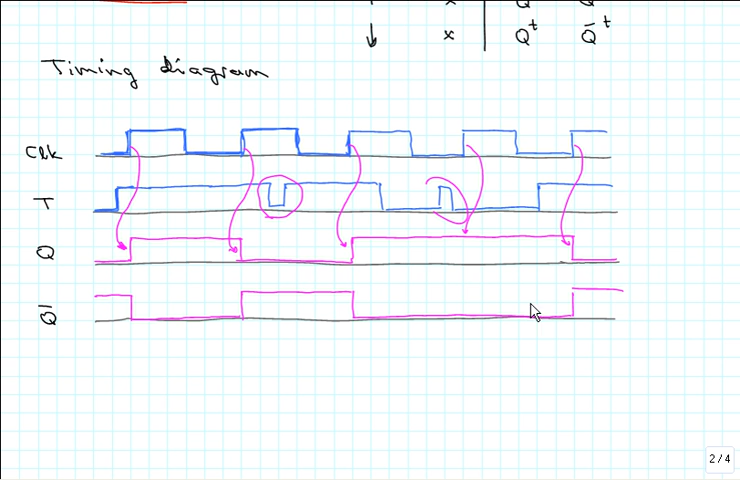 ↓ x Q⁺ Q̄⁺
Timing diagram
Clk
T
Q
Q̄
2/4